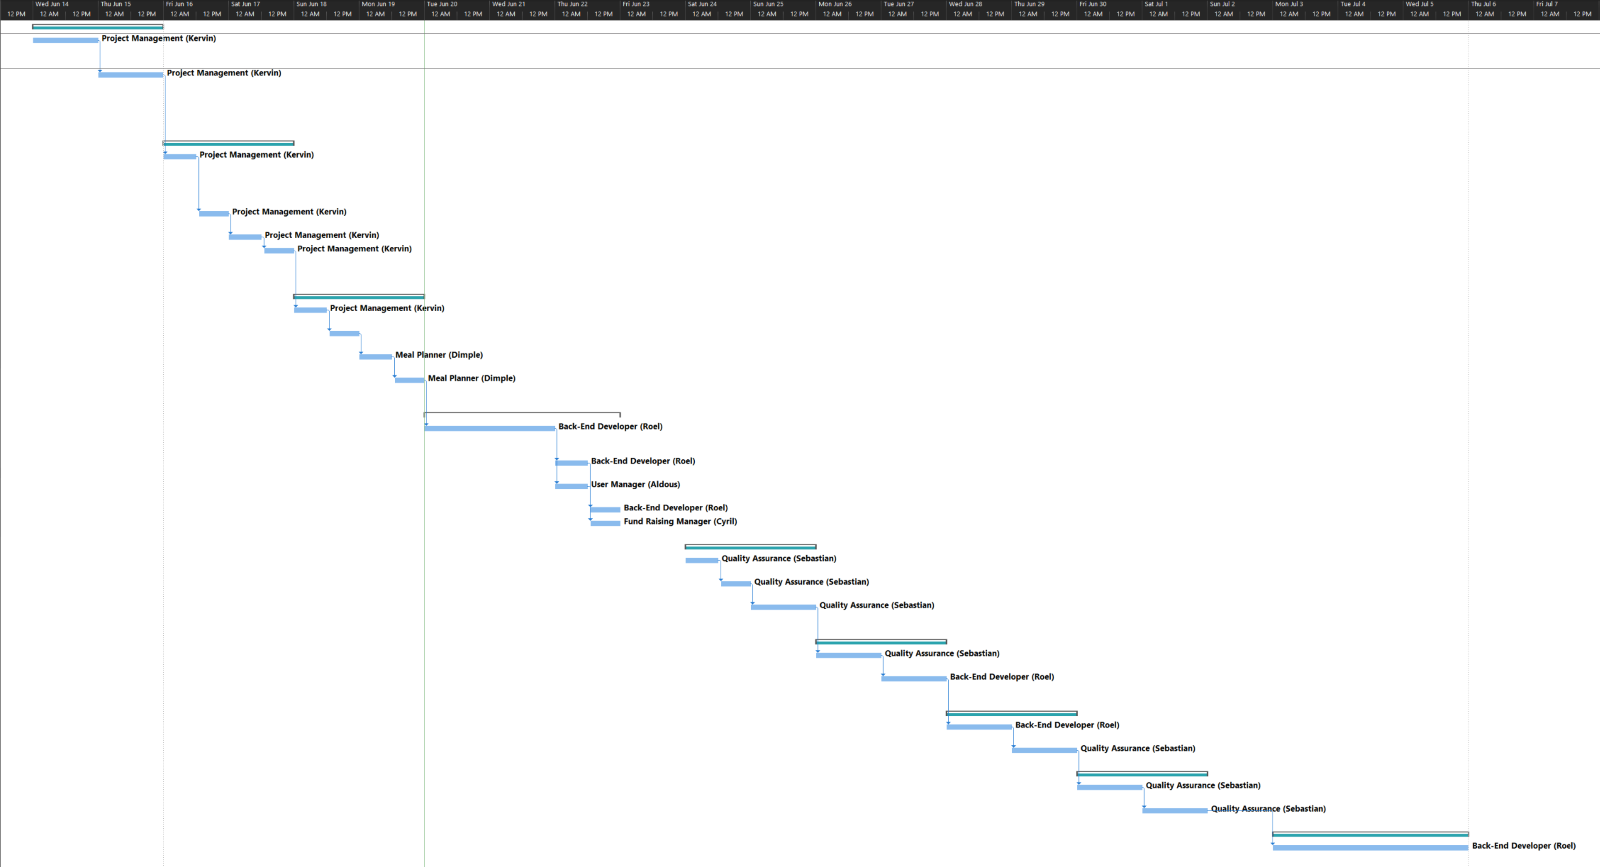 Wed Jun 14 Thu Jun 15 Fri Jun 16 Sat Jun 17 Sun Jun 18 Mon Jun 19 Tue Jun 20 Wed Jun 21 Thu Jun 22 Fri Jun 23 Sat Jun 24 Sun Jun 25 Mon Jun 26 Tue Jun 27 Wed Jun 28 Thu Jun 29 Fri Jun 30 Sat Jul 1 Sun Jul 2 Mon Jul 3 Tue Jul 4 Wed Jul 5 Thu Jul 6 Fri Jul 7
12 PM 12 AM 12 PM 12 AM 12 PM 12 AM 12 PM 12 AM 12 PM 12 AM 12 PM 12 AM 12 PM 12 AM 12 PM 12 AM 12 PM 12 AM 12 PM 12 AM 12 PM 12 AM 12 PM 12 AM 12 PM 12 AM 12 PM 12 AM 12 PM 12 AM 12 PM 12 AM 12 PM 12 AM 12 PM 12 AM 12 PM 12 AM 12 PM 12 AM 12 PM 12 AM 12 PM 12 AM 12 PM 12 AM 12 PM 12 AM 12 PM
Project Management (Kervin)
Project Management (Kervin)
Project Management (Kervin)
Project Management (Kervin)
Project Management (Kervin)
Project Management (Kervin)
Project Management (Kervin)
Meal Planner (Dimple)
Meal Planner (Dimple)
Back-End Developer (Roel)
Back-End Developer (Roel)
User Manager (Aldous)
Back-End Developer (Roel)
Fund Raising Manager (Cyril)
Quality Assurance (Sebastian)
Quality Assurance (Sebastian)
Quality Assurance (Sebastian)
Quality Assurance (Sebastian)
Back-End Developer (Roel)
Back-End Developer (Roel)
Quality Assurance (Sebastian)
Quality Assurance (Sebastian)
Quality Assurance (Sebastian)
Back-End Developer (Roel)